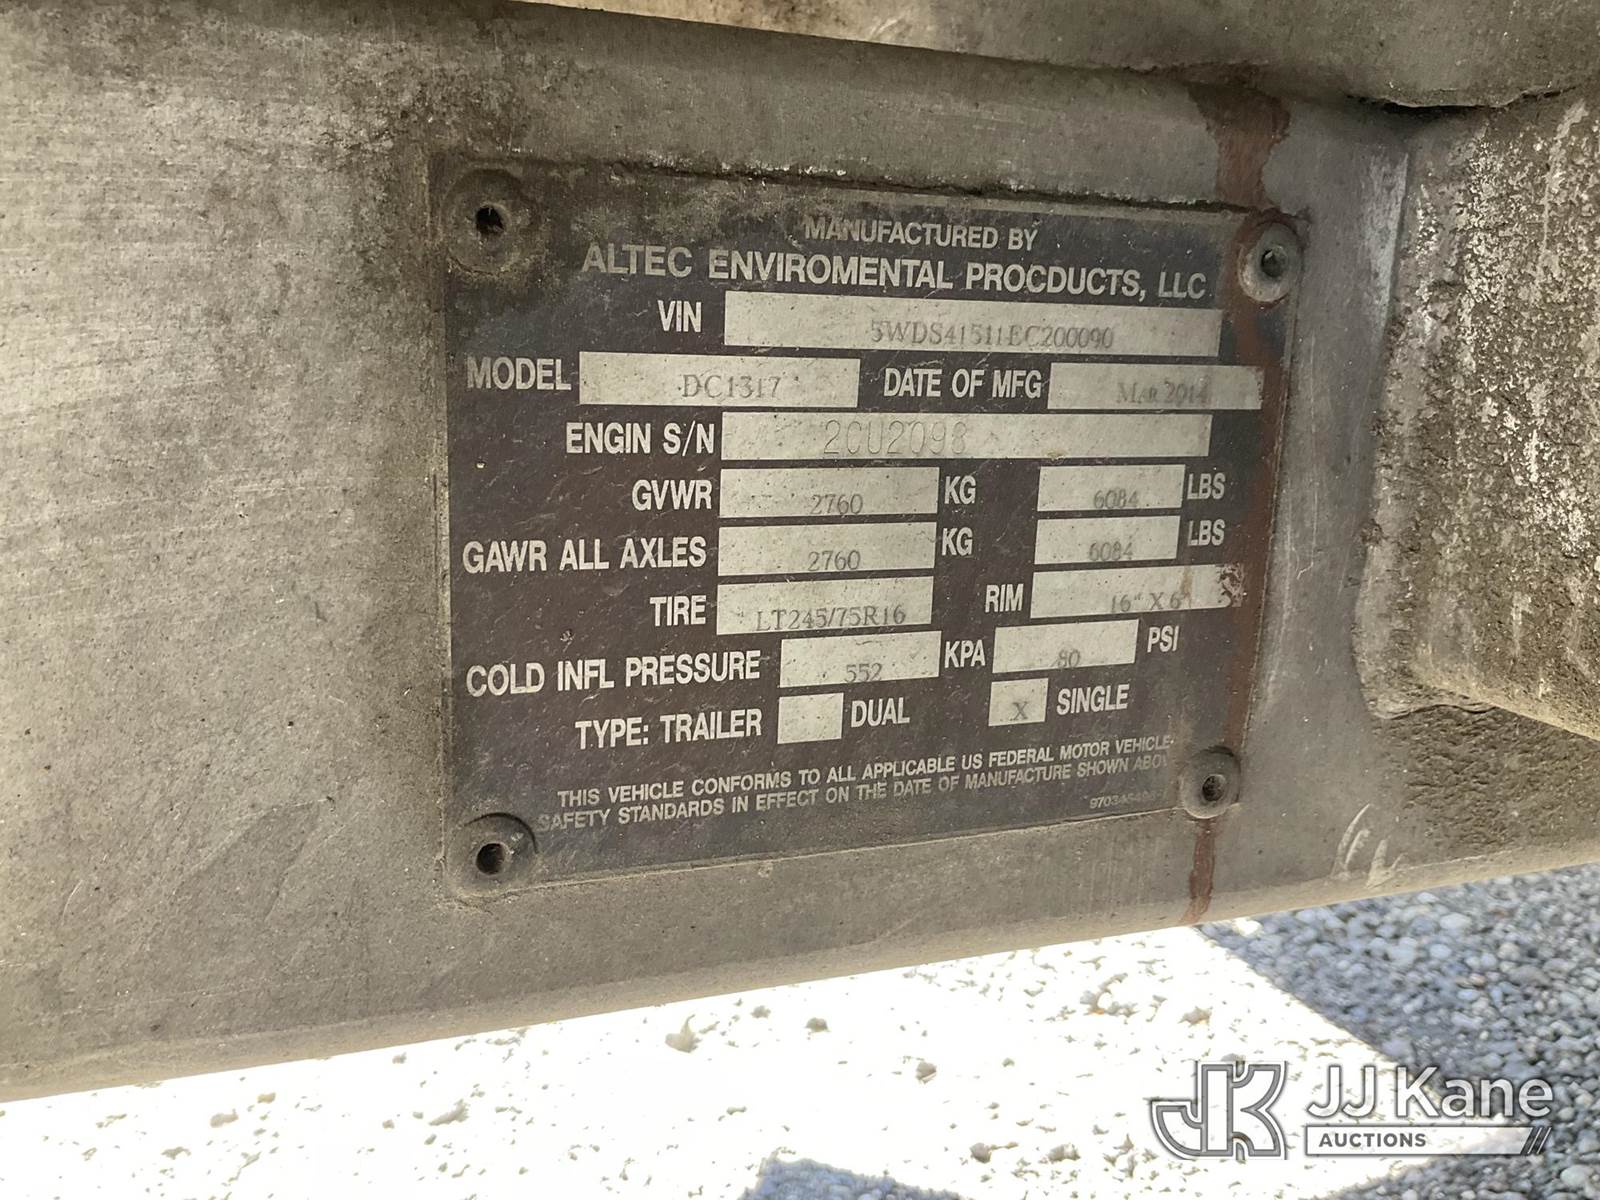 MANUFACTURED BY
ALTEC ENVIROMENTAL PROCDUCTS, LLC
VIN 5WDS41511EC200090
MODEL DC1317 DATE OF MFG MAR 2014
ENGIN S/N 2CU2098
GVWR 2760 KG 6084 LBS
GAWR ALL AXLES 2760 KG 6084 LBS
TIRE LT245/75R16 RIM 16" X 6"
COLD INFL PRESSURE 552 KPA 80 PSI
TYPE: TRAILER DUAL X SINGLE
THIS VEHICLE CONFORMS TO ALL APPLICABLE US FEDERAL MOTOR VEHICLE
SAFETY STANDARDS IN EFFECT ON THE DATE OF MANUFACTURE SHOWN ABOV
JJ Kane
AUCTIONS